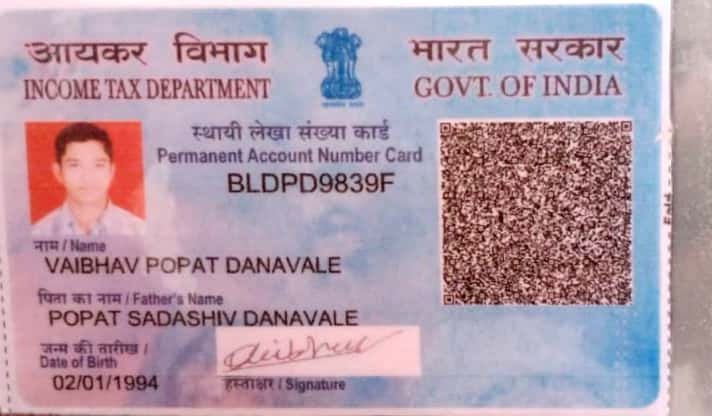 आयकर विभाग
INCOME TAX DEPARTMENT
भारत सरकार
GOVT. OF INDIA
स्थायी लेखा संख्या कार्ड
Permanent Account Number Card
BLDPD9839F
नाम / Name
VAIBHAV POPAT DANAVALE
पिता का नाम / Father's Name
POPAT SADASHIV DANAVALE
जन्म की तारीख /
Date of Birth
02/01/1994
हस्ताक्षर / Signature